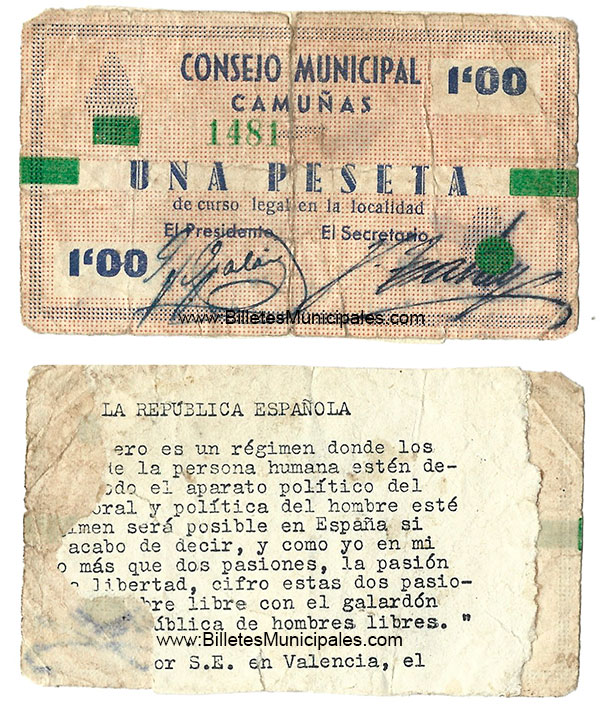 CONSEJO MUNICIPAL
1'00
CAMUÑAS
1481
UNA PESETA
de curso legal en la localidad
El Presidente El Secretario
1'00
www.BilletesMunicipales.com
LA REPÚBLICA ESPAÑOLA
ero es un régimen donde los
de la persona humana estén de-
odo el aparato político del
oral y política del hombre esté
gimen será posible en España si
acabo de decir, y como yo en mi
o más que dos pasiones, la pasión
libertad, cifro estas dos pasio-
bre libre con el galardón
ública de hombres libres. "
www.BilletesMunicipales.com
or S.E. en Valencia, el